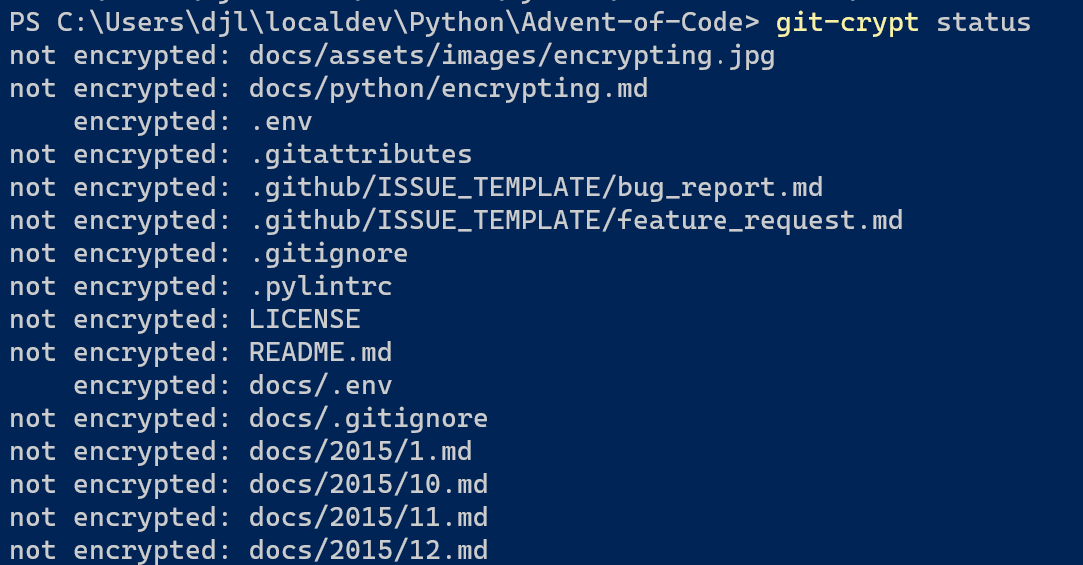 PS C:\Users\djl\localdev\Python\Advent-of-Code> git-crypt status
not encrypted: docs/assets/images/encrypting.jpg
not encrypted: docs/python/encrypting.md
    encrypted: .env
not encrypted: .gitattributes
not encrypted: .github/ISSUE_TEMPLATE/bug_report.md
not encrypted: .github/ISSUE_TEMPLATE/feature_request.md
not encrypted: .gitignore
not encrypted: .pylintrc
not encrypted: LICENSE
not encrypted: README.md
    encrypted: docs/.env
not encrypted: docs/.gitignore
not encrypted: docs/2015/1.md
not encrypted: docs/2015/10.md
not encrypted: docs/2015/11.md
not encrypted: docs/2015/12.md